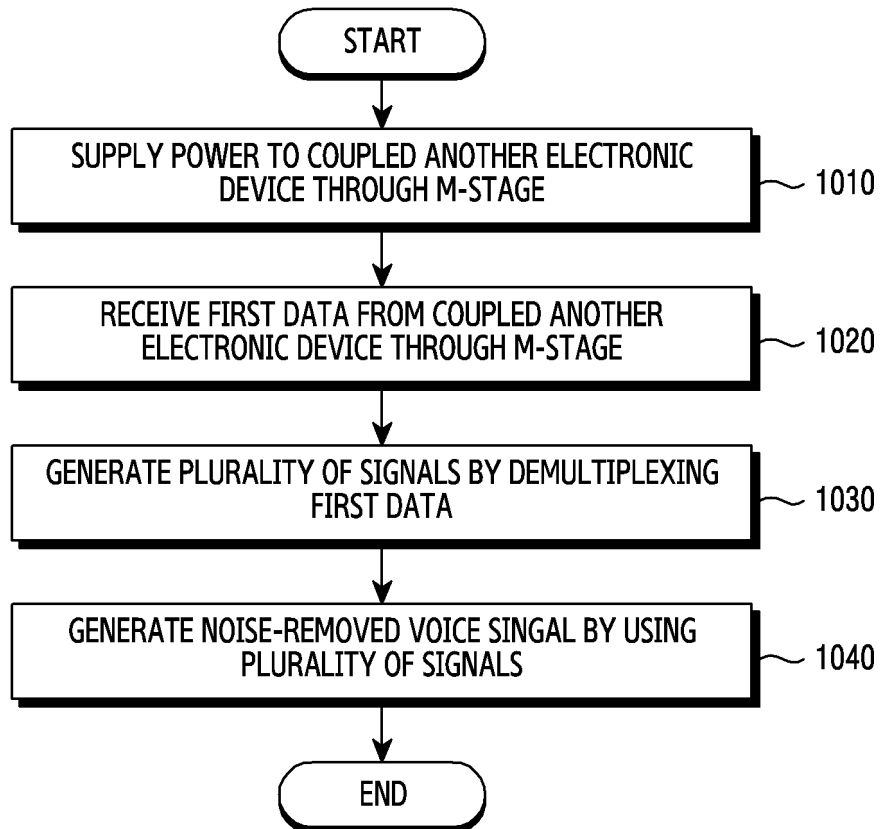 START
SUPPLY POWER TO COUPLED ANOTHER ELECTRONIC
DEVICE THROUGH M-STAGE
1010
RECEIVE FIRST DATA FROM COUPLED ANOTHER
ELECTRONIC DEVICE THROUGH M-STAGE
1020
GENERATE PLURALITY OF SIGNALS BY DEMULTIPLEXING
FIRST DATA
1030
GENERATE NOISE-REMOVED VOICE SINGAL BY USING
PLURALITY OF SIGNALS
1040
END